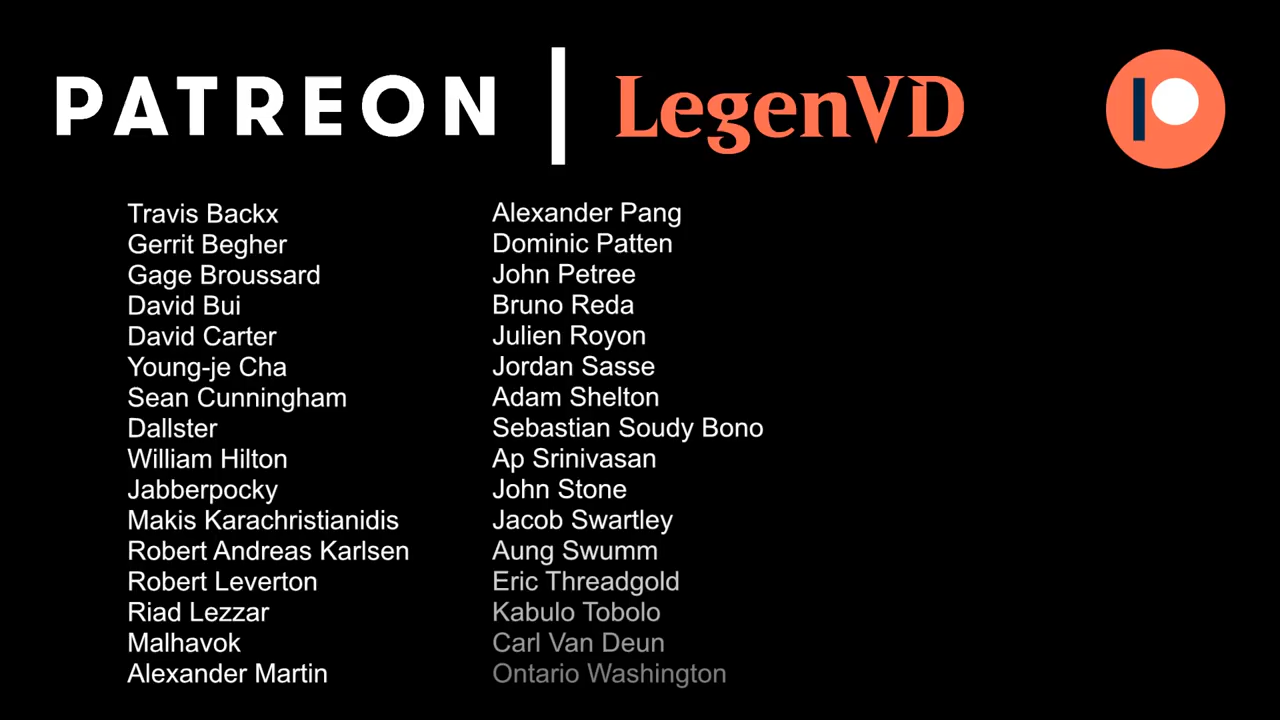 PATREON | LegenVD
Travis Backx
Gerrit Begher
Gage Broussard
David Bui
David Carter
Young-je Cha
Sean Cunningham
Dallster
William Hilton
Jabberpocky
Makis Karachristianidis
Robert Andreas Karlsen
Robert Leverton
Riad Lezzar
Malhavok
Alexander Martin
Alexander Pang
Dominic Patten
John Petree
Bruno Reda
Julien Royon
Jordan Sasse
Adam Shelton
Sebastian Soudy Bono
Ap Srinivasan
John Stone
Jacob Swartley
Aung Swumm
Eric Threadgold
Kabulo Tobolo
Carl Van Deun
Ontario Washington